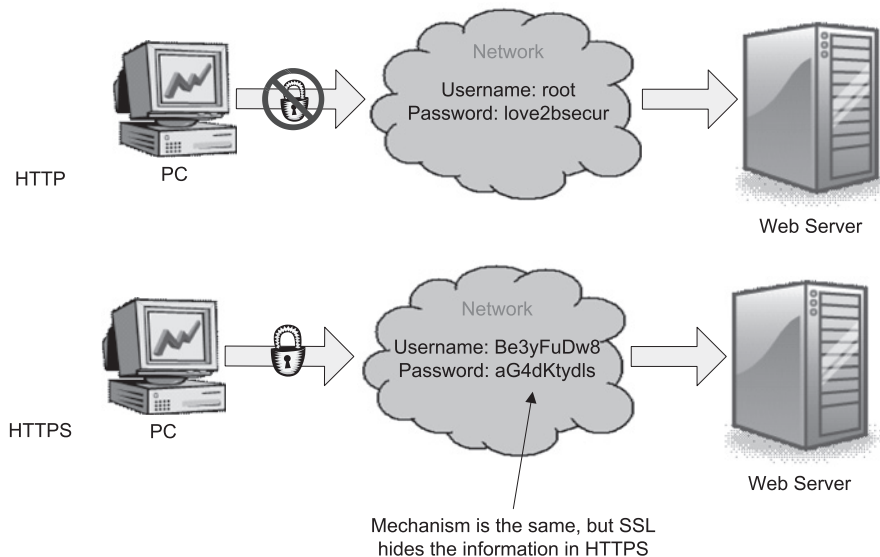 Network
Username: root
Password: love2bsecur
HTTP
PC
Web Server
Network
Username: Be3yFuDw8
Password: aG4dKtydls
HTTPS
PC
Web Server
Mechanism is the same, but SSL
hides the information in HTTPS